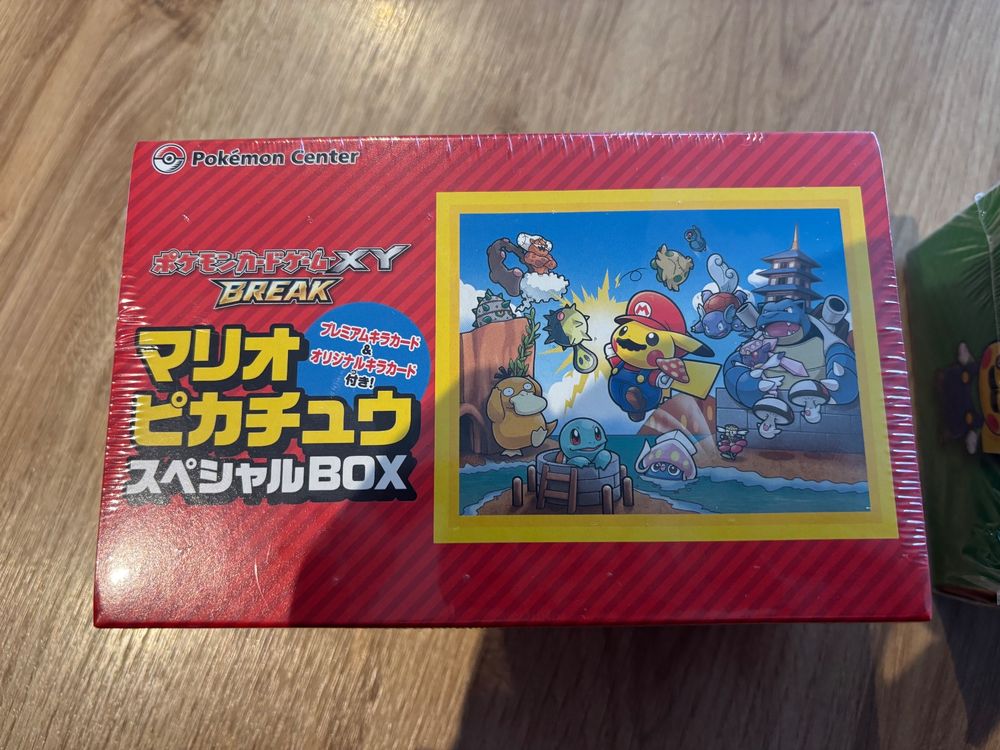 Pokémon Center
ポケモンカードゲームXY
BREAK
プレミアムキラカード
&
オリジナルキラカード
付き!
マリオ
ピカチュウ
スペシャルBOX
M